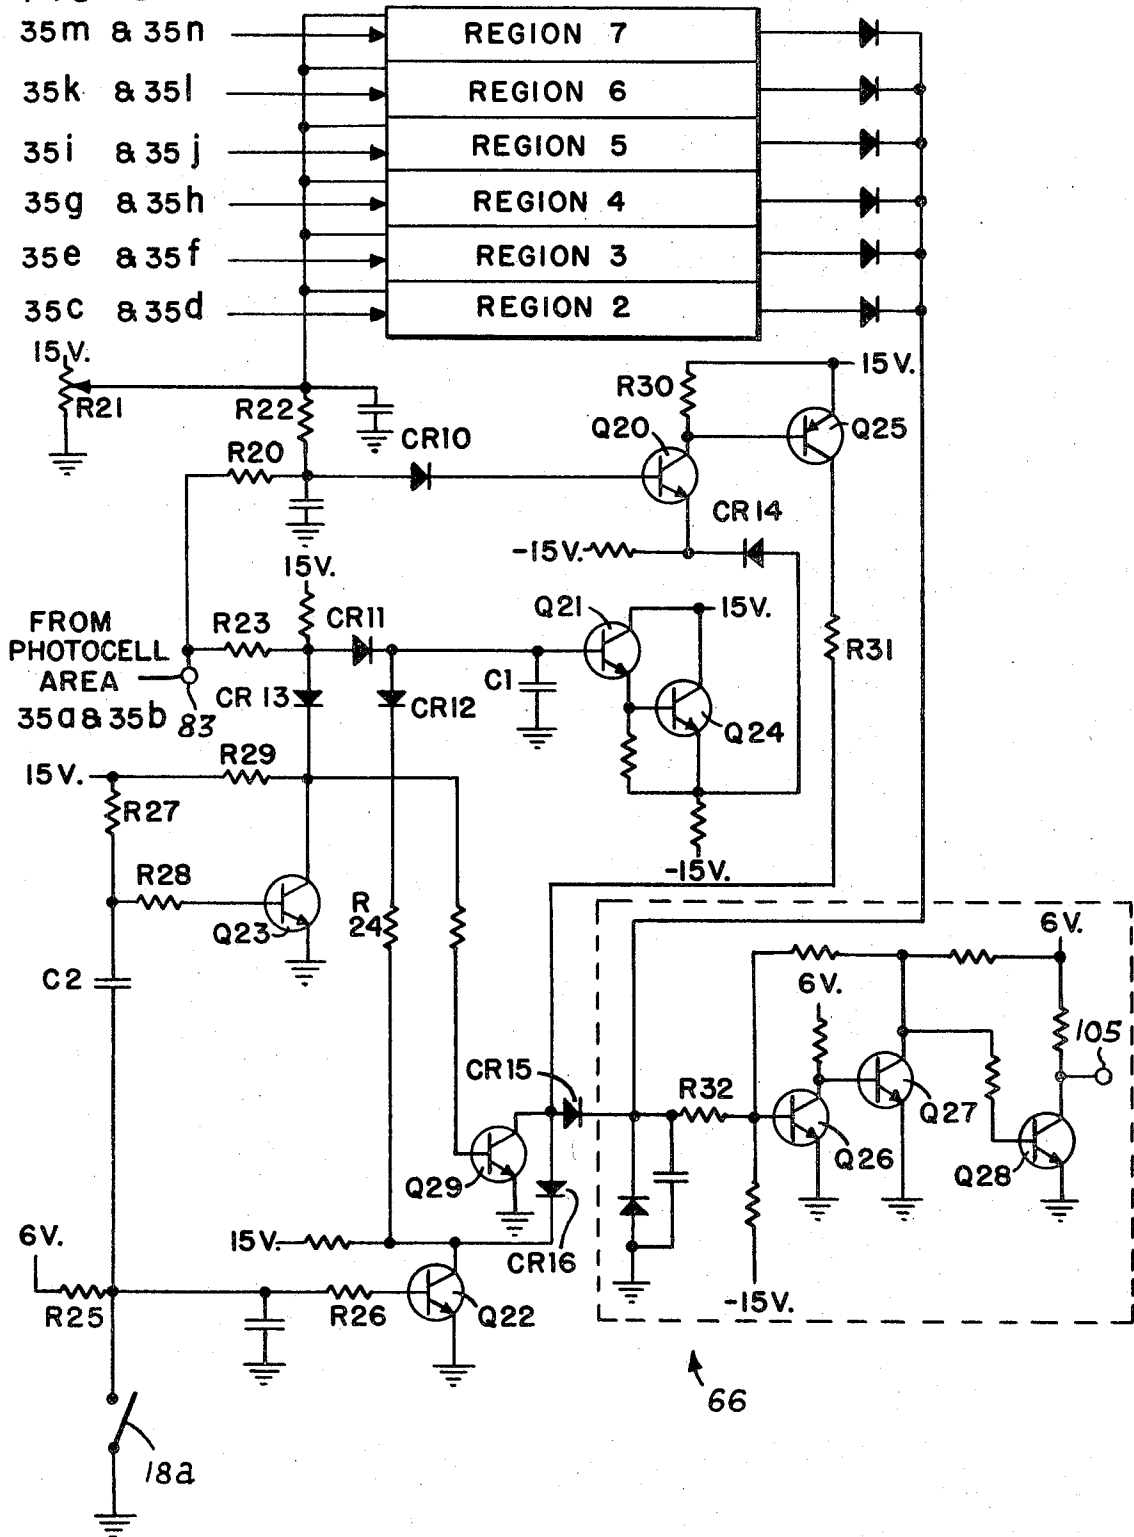 35m & 35n REGION 7
35k & 35l REGION 6
35i & 35j REGION 5
35g & 35h REGION 4
35e & 35f REGION 3
35c & 35d REGION 2
15V.
R21
R22
R20
CR10
R30
Q20
15V.
Q25
CR14
-15V.
15V.
FROM
PHOTOCELL
AREA
35a & 35b
83
R23
CR11
CR13
CR12
C1
Q21
15V.
Q24
R31
-15V.
15V.
R29
R27
R28
Q23
R
24
C2
6V.
6V.
105
CR15
R32
Q27
Q26
Q28
Q29
CR16
-15V.
6V.
15V.
R25
R26
Q22
66
18a